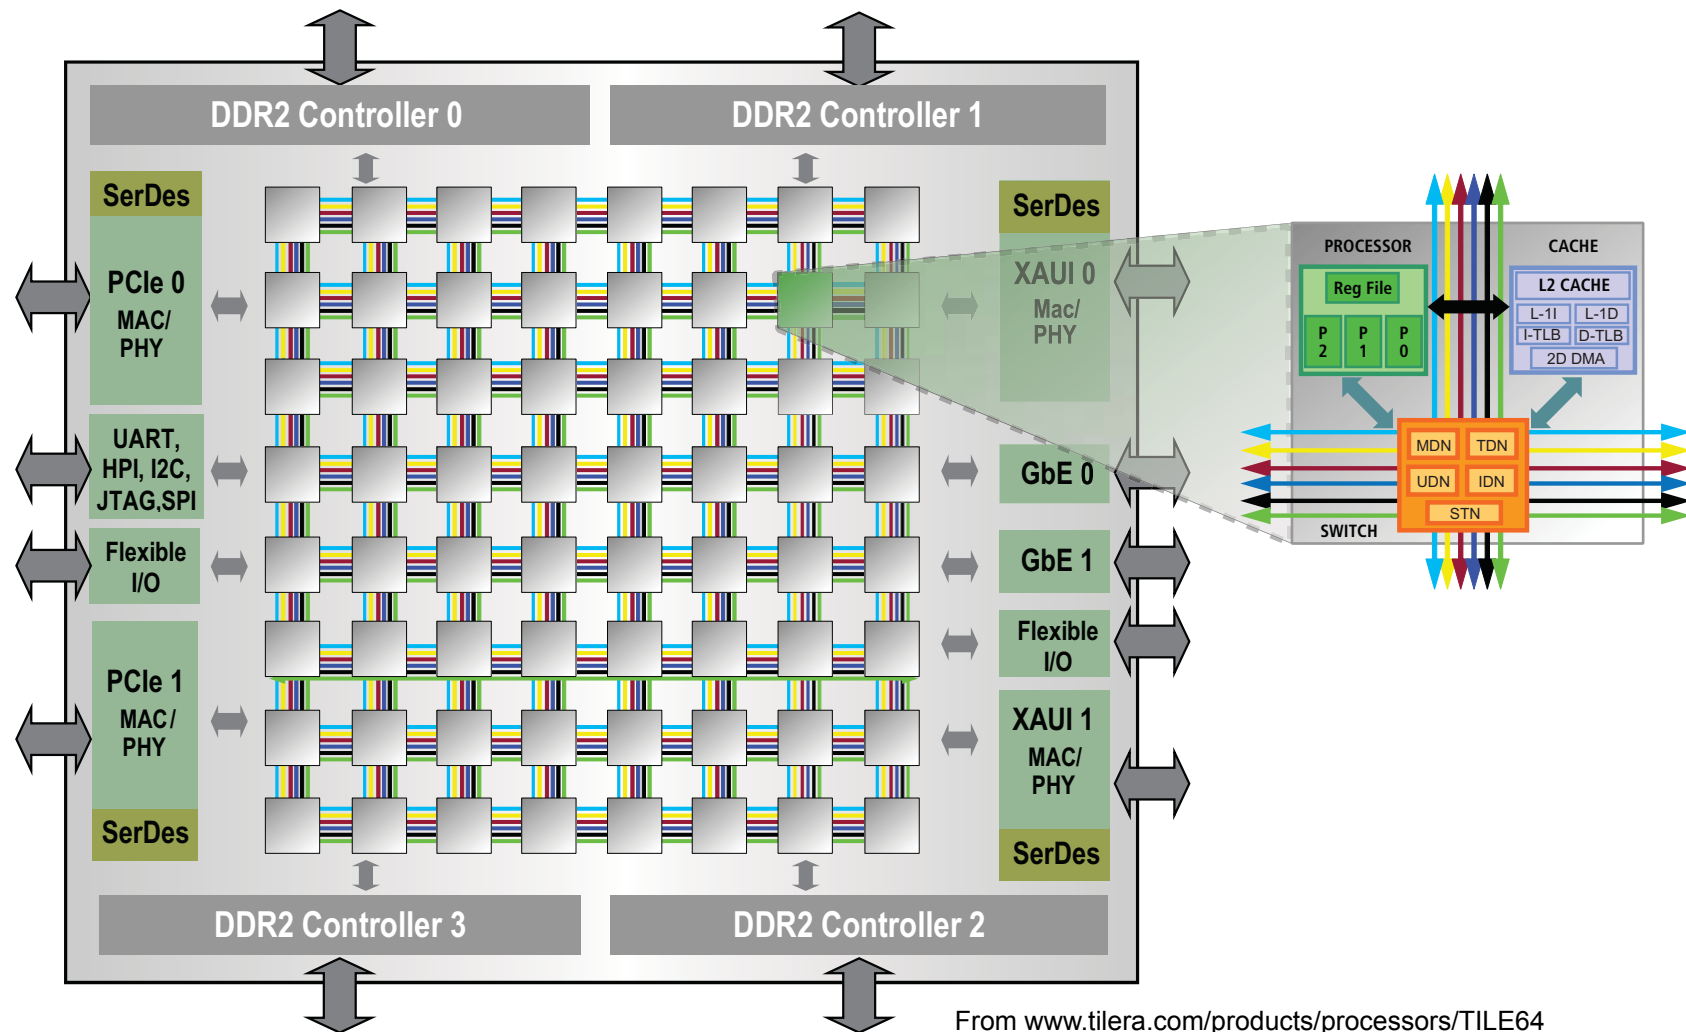 DDR2 Controller 0
DDR2 Controller 1
SerDes
PCIe 0
MAC/
PHY
UART,
HPI, I2C,
JTAG,SPI
Flexible
I/O
PCIe 1
MAC/
PHY
SerDes
SerDes
XAUI 0
Mac/
PHY
GbE 0
GbE 1
Flexible
I/O
XAUI 1
MAC/
PHY
SerDes
DDR2 Controller 3
DDR2 Controller 2
PROCESSOR
CACHE
Reg File
P
2
P
1
P
0
L2 CACHE
L-1I
L-1D
I-TLB
D-TLB
2D DMA
MDN
TDN
UDN
IDN
STN
SWITCH
From www.tilera.com/products/processors/TILE64